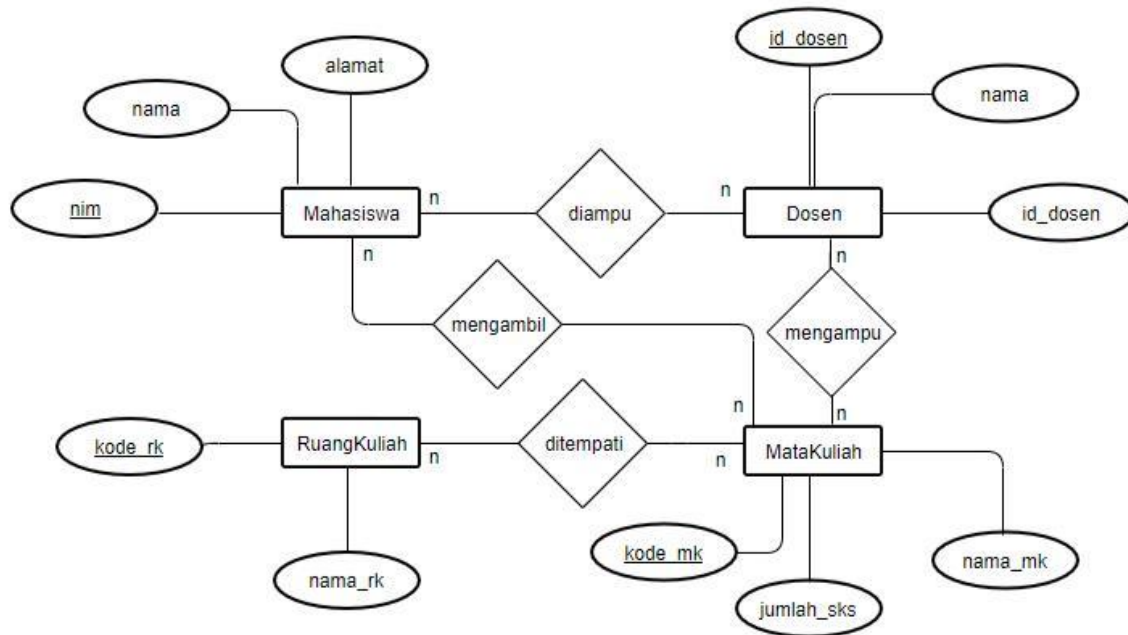 id_dosen
alamat
nama
nama
nim
Mahasiswa
n
diampu
n
Dosen
id_dosen
n
n
mengambil
mengampu
n
n
kode_rk
RuangKuliah
n
ditempati
n
MataKuliah
kode_mk
nama_mk
nama_rk
jumlah_sks